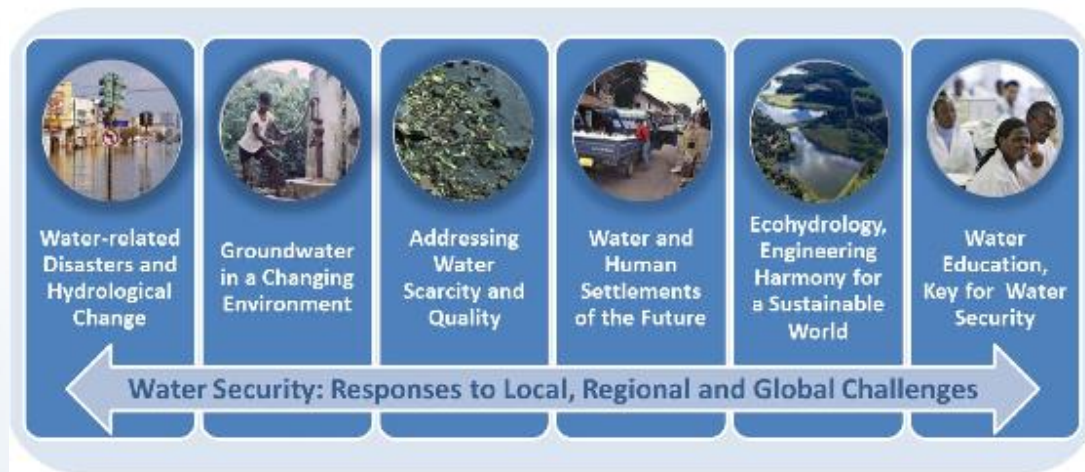 Water-related
Disasters and
Hydrological
Change
Groundwater
in a Changing
Environment
Addressing
Water
Scarcity and
Quality
Water and
Human
Settlements
of the Future
Ecohydrology,
Engineering
Harmony for
a Sustainable
World
Water
Education,
Key for Water
Security
Water Security: Responses to Local, Regional and Global Challenges